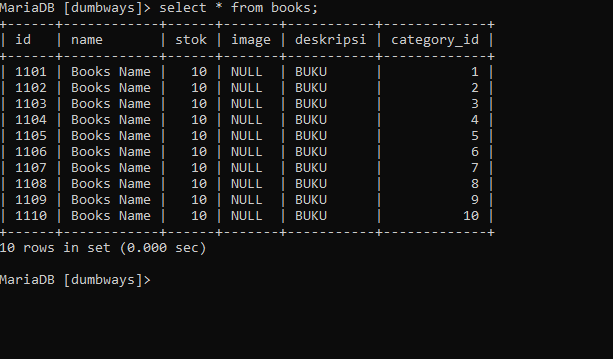 MariaDB [dumbways]> select * from books;
+------+------------+------+-------+-----------+-------------+
| id   | name       | stok | image | deskripsi | category_id |
+------+------------+------+-------+-----------+-------------+
| 1101 | Books Name |   10 | NULL  | BUKU      |           1 |
| 1102 | Books Name |   10 | NULL  | BUKU      |           2 |
| 1103 | Books Name |   10 | NULL  | BUKU      |           3 |
| 1104 | Books Name |   10 | NULL  | BUKU      |           4 |
| 1105 | Books Name |   10 | NULL  | BUKU      |           5 |
| 1106 | Books Name |   10 | NULL  | BUKU      |           6 |
| 1107 | Books Name |   10 | NULL  | BUKU      |           7 |
| 1108 | Books Name |   10 | NULL  | BUKU      |           8 |
| 1109 | Books Name |   10 | NULL  | BUKU      |           9 |
| 1110 | Books Name |   10 | NULL  | BUKU      |          10 |
+------+------------+------+-------+-----------+-------------+
10 rows in set (0.000 sec)
MariaDB [dumbways]>